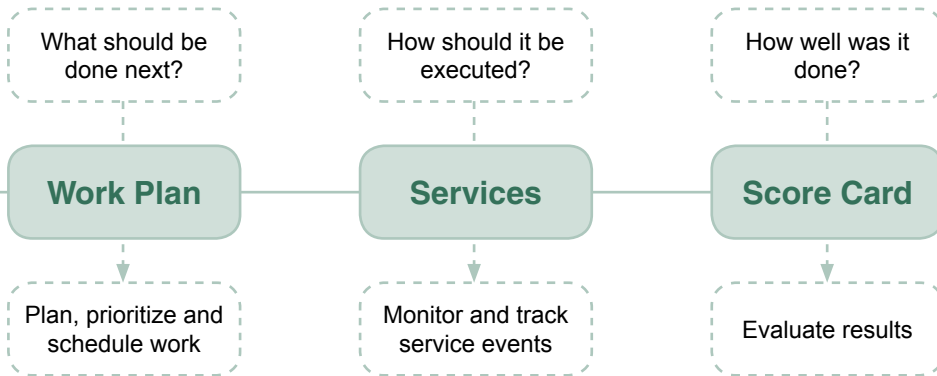 What should be
done next?
How should it be
executed?
How well was it
done?
Work Plan
Services
Score Card
Plan, prioritize and
schedule work
Monitor and track
service events
Evaluate results